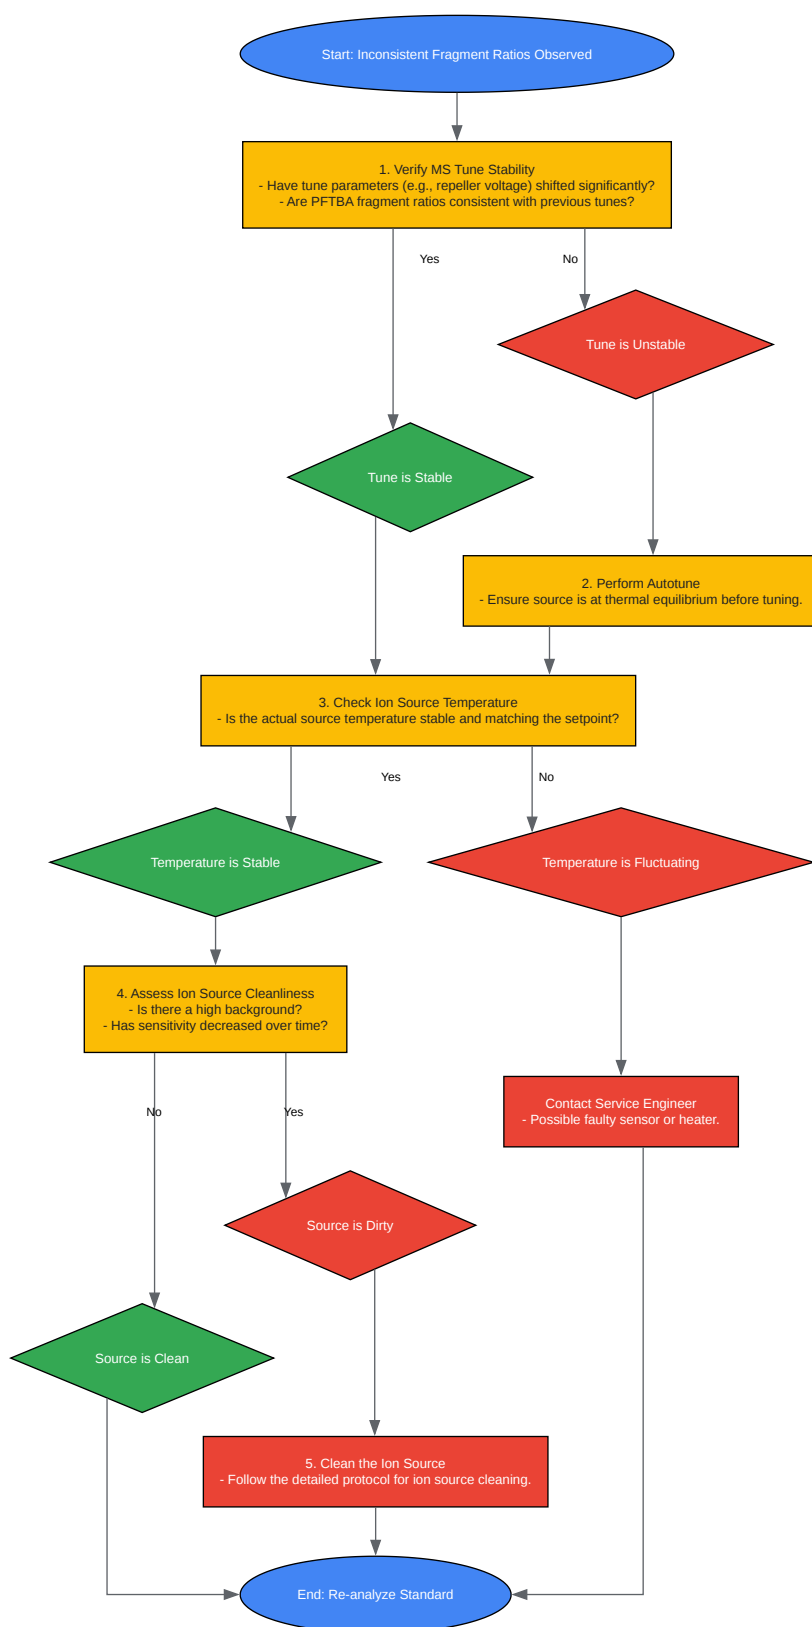 Start: Inconsistent Fragment Ratios Observed
1. Verify MS Tune Stability
- Have tune parameters (e.g., repeller voltage) shifted significantly?
- Are PFTBA fragment ratios consistent with previous tunes?
Yes
No
Tune is Unstable
Tune is Stable
2. Perform Autotune
- Ensure source is at thermal equilibrium before tuning.
3. Check Ion Source Temperature
- Is the actual source temperature stable and matching the setpoint?
Yes
No
Temperature is Stable
Temperature is Fluctuating
4. Assess Ion Source Cleanliness
- Is there a high background?
- Has sensitivity decreased over time?
Contact Service Engineer
- Possible faulty sensor or heater.
No
Yes
Source is Dirty
Source is Clean
5. Clean the Ion Source
- Follow the detailed protocol for ion source cleaning.
End: Re-analyze Standard